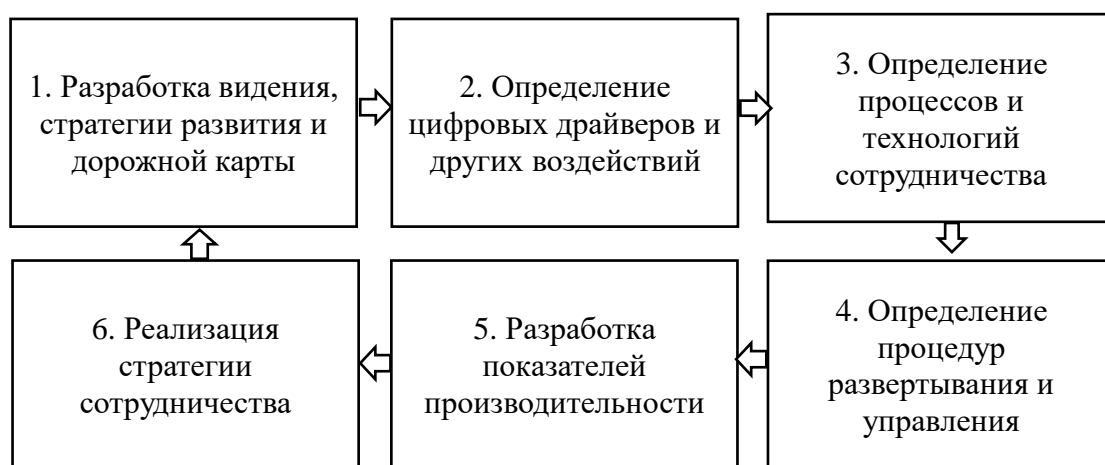 1. Разработка видения,
стратегии развития и
дорожной карты
2. Определение
цифровых драйверов и
других воздействий
3. Определение
процессов и
технологий
сотрудничества
4. Определение
процедур
развертывания и
управления
5. Разработка
показателей
производительности
6. Реализация
стратегии
сотрудничества